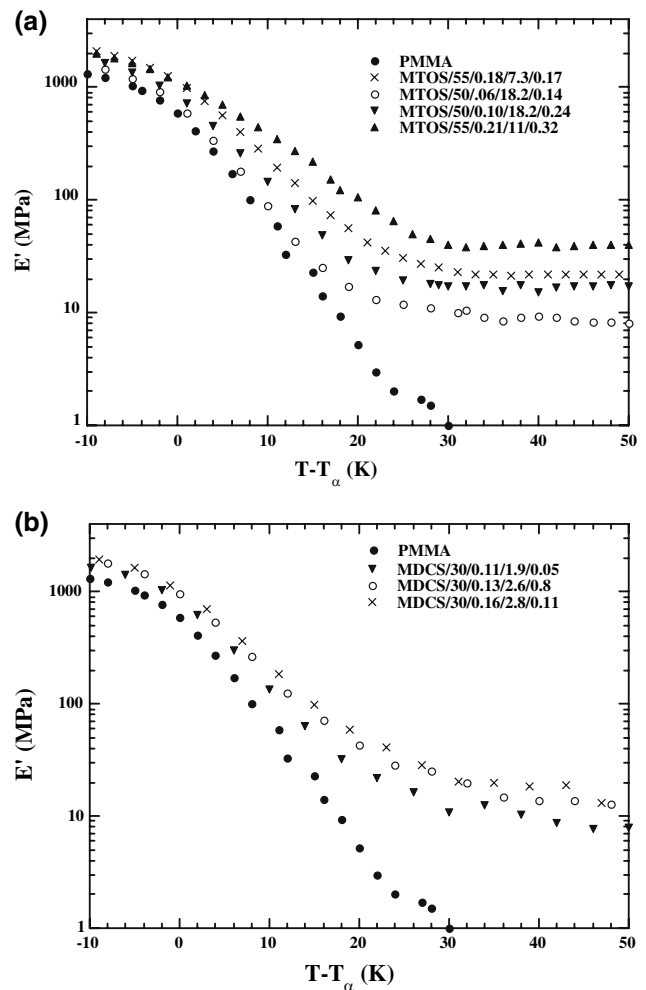 (a)
PMMA
MTOS/55/0.18/7.3/0.17
MTOS/50/.06/18.2/0.14
MTOS/50/0.10/18.2/0.24
MTOS/55/0.21/11/0.32
1000
100
10
1
E' (MPa)
-10 0 10 20 30 40 50
T-Tα (K)
(b)
PMMA
MDCS/30/0.11/1.9/0.05
MDCS/30/0.13/2.6/0.8
MDCS/30/0.16/2.8/0.11
1000
100
10
1
E' (MPa)
-10 0 10 20 30 40 50
T-Tα (K)